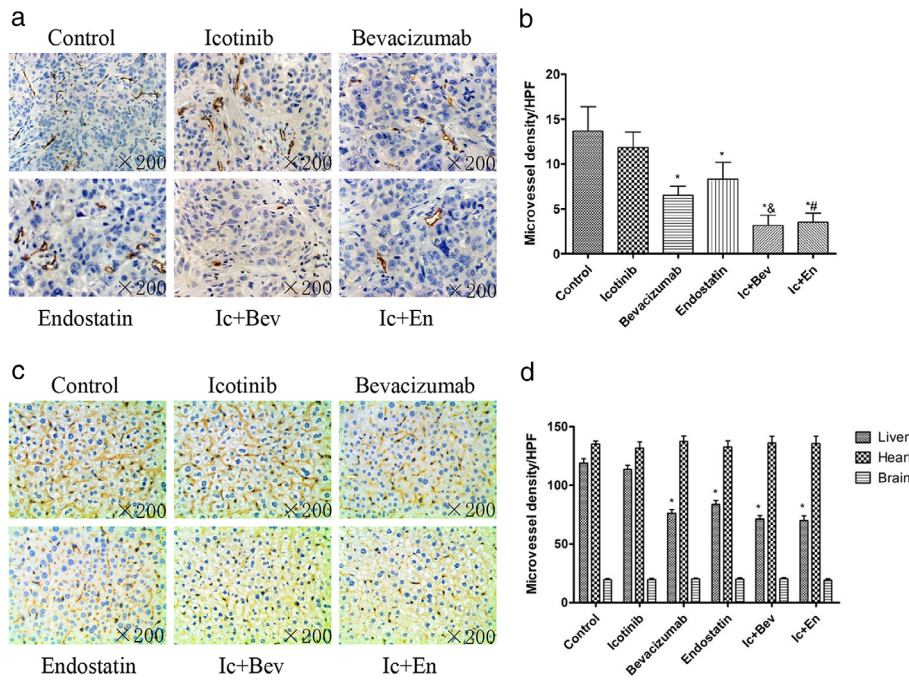 a
Control Icotinib Bevacizumab
×200 ×200 ×200
×200 ×200 ×200
Endostatin Ic+Bev Ic+En
b
Microvessel density/HPF
20
15
10
5
0
* * *& *#
Control Icotinib Bevacizumab Endostatin Ic+Bev Ic+En
c
Control Icotinib Bevacizumab
×200 ×200 ×200
×200 ×200 ×200
Endostatin Ic+Bev Ic+En
d
Microvessel density/HPF
150
100
50
0
* * * *
Control Icotinib Bevacizumab Endostatin Ic+Bev Ic+En
Liver
Heart
Brain